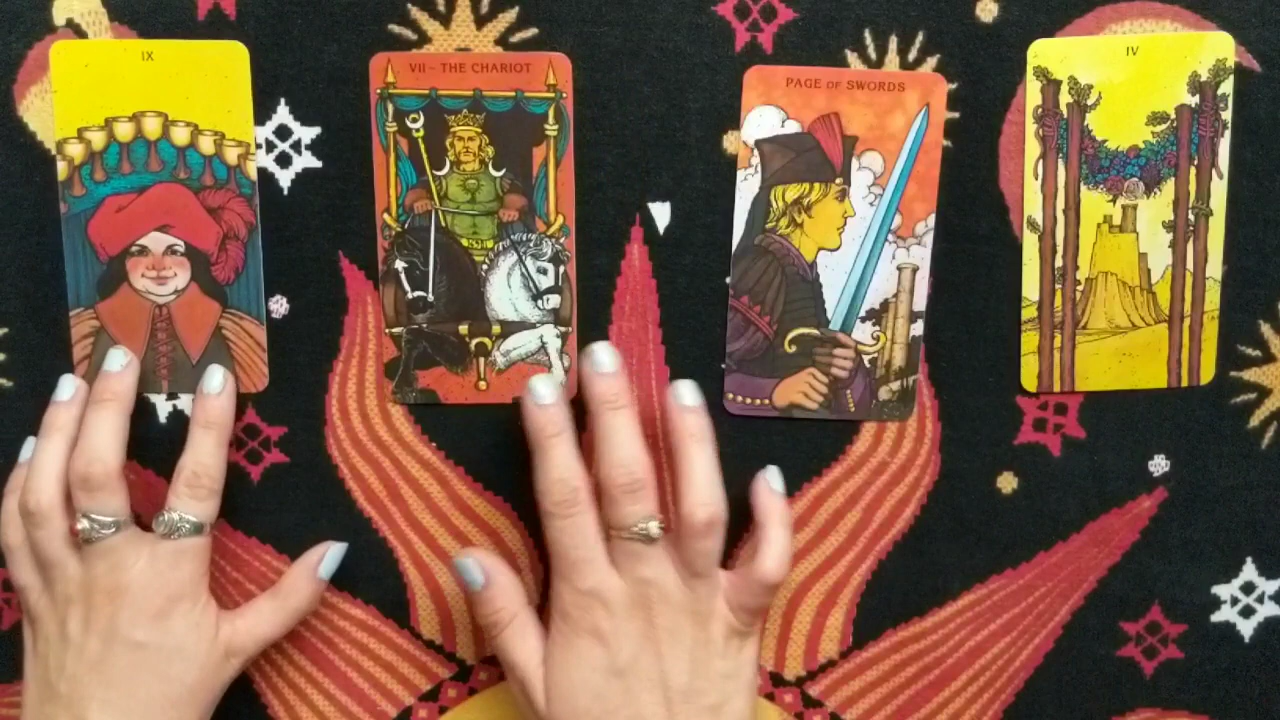 IX
VII – THE CHARIOT
PAGE OF SWORDS
IV